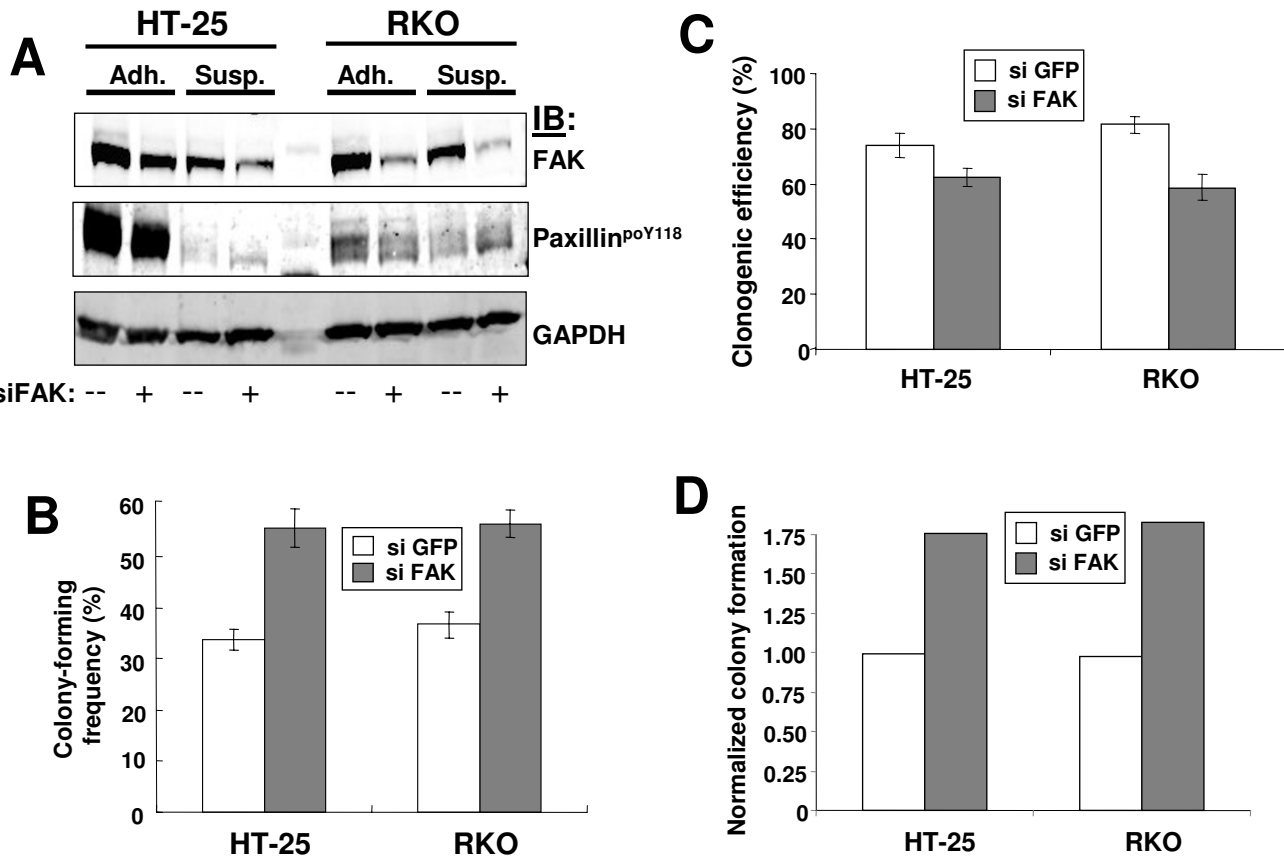 A
HT-25 RKO
Adh. Susp. Adh. Susp.
IB:
FAK
Paxillin poY118
GAPDH
siFAK: -- + -- + -- + -- +
B
Colony-forming
frequency (%)
60
50
40
30
20
10
0
si GFP
si FAK
HT-25 RKO
C
Clonogenic efficiency (%)
100
80
60
40
20
0
si GFP
si FAK
HT-25 RKO
D
Normalized colony formation
1.75
1.50
1.25
1.00
0.75
0.50
0.25
0
si GFP
si FAK
HT-25 RKO